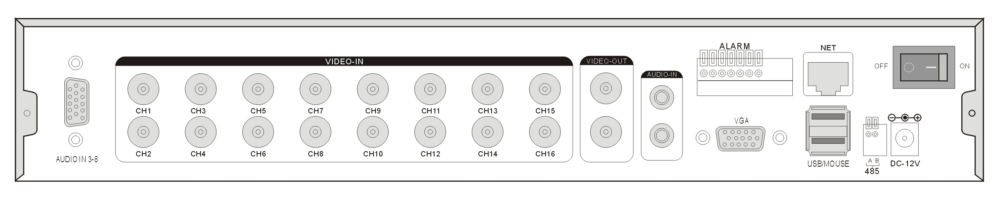 AUDIO IN 3-8
VIDEO-IN
CH1 CH3 CH5 CH7 CH9 CH11 CH13 CH15
CH2 CH4 CH6 CH8 CH10 CH12 CH14 CH16
VIDEO-OUT
AUDIO-IN
ALARM
VGA
NET
USB/MOUSE
OFF ON
A B
485
DC-12V